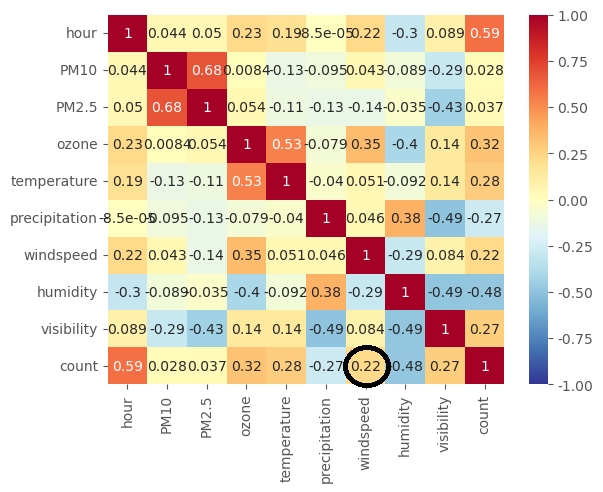 hour 1 0.044 0.05 0.23 0.19 -8.5e-05 0.22 -0.3 0.089 0.59
PM10 0.044 1 0.68 0.0084 -0.13 -0.095 0.043 -0.089 -0.29 0.028
PM2.5 0.05 0.68 1 0.054 -0.11 -0.13 -0.14 -0.035 -0.43 0.037
ozone 0.23 0.0084 0.054 1 0.53 -0.079 0.35 -0.4 0.14 0.32
temperature 0.19 -0.13 -0.11 0.53 1 -0.04 0.051 -0.092 0.14 0.28
precipitation -8.5e-05 -0.095 -0.13 -0.079 -0.04 1 0.046 0.38 -0.49 -0.27
windspeed 0.22 0.043 -0.14 0.35 0.051 0.046 1 -0.29 0.084 0.22
humidity -0.3 -0.089 -0.035 -0.4 -0.092 0.38 -0.29 1 -0.49 -0.48
visibility 0.089 -0.29 -0.43 0.14 0.14 -0.49 0.084 -0.49 1 0.27
count 0.59 0.028 0.037 0.32 0.28 -0.27 0.22 -0.48 0.27 1
hour
PM10
PM2.5
ozone
temperature
precipitation
windspeed
humidity
visibility
count
1.00
0.75
0.50
0.25
0.00
-0.25
-0.50
-0.75
-1.00